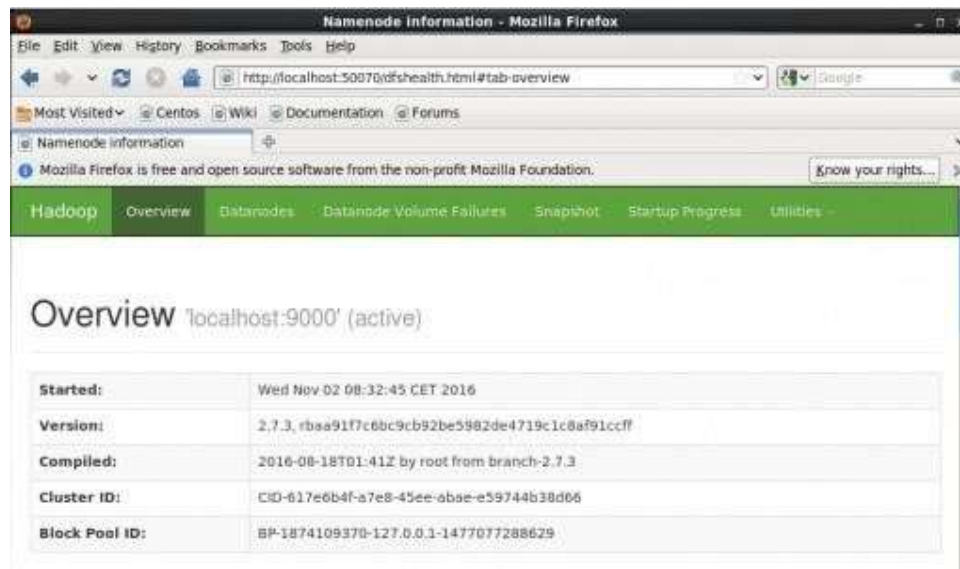 Namenode information - Mozilla Firefox
File Edit View History Bookmarks Tools Help
http://localhost:50070/dfshealth.html#tab-overview
Google
Most Visited Centos Wiki Documentation Forums
Namenode information
Mozilla Firefox is free and open source software from the non-profit Mozilla Foundation. Know your rights...
Hadoop Overview Datanodes Datanode Volume Failures Snapshot Startup Progress Utilities
Overview 'localhost:9000' (active)
Started: Wed Nov 02 08:32:45 CET 2016
Version: 2.7.3, rbaa91f7c6bc9cb92be5982de4719c1c8af91ccff
Compiled: 2016-08-18T01:41Z by root from branch-2.7.3
Cluster ID: CID-617e6b4f-a7e8-45ee-abae-e59744b38d66
Block Pool ID: BP-1874109370-127.0.0.1-1477077288629